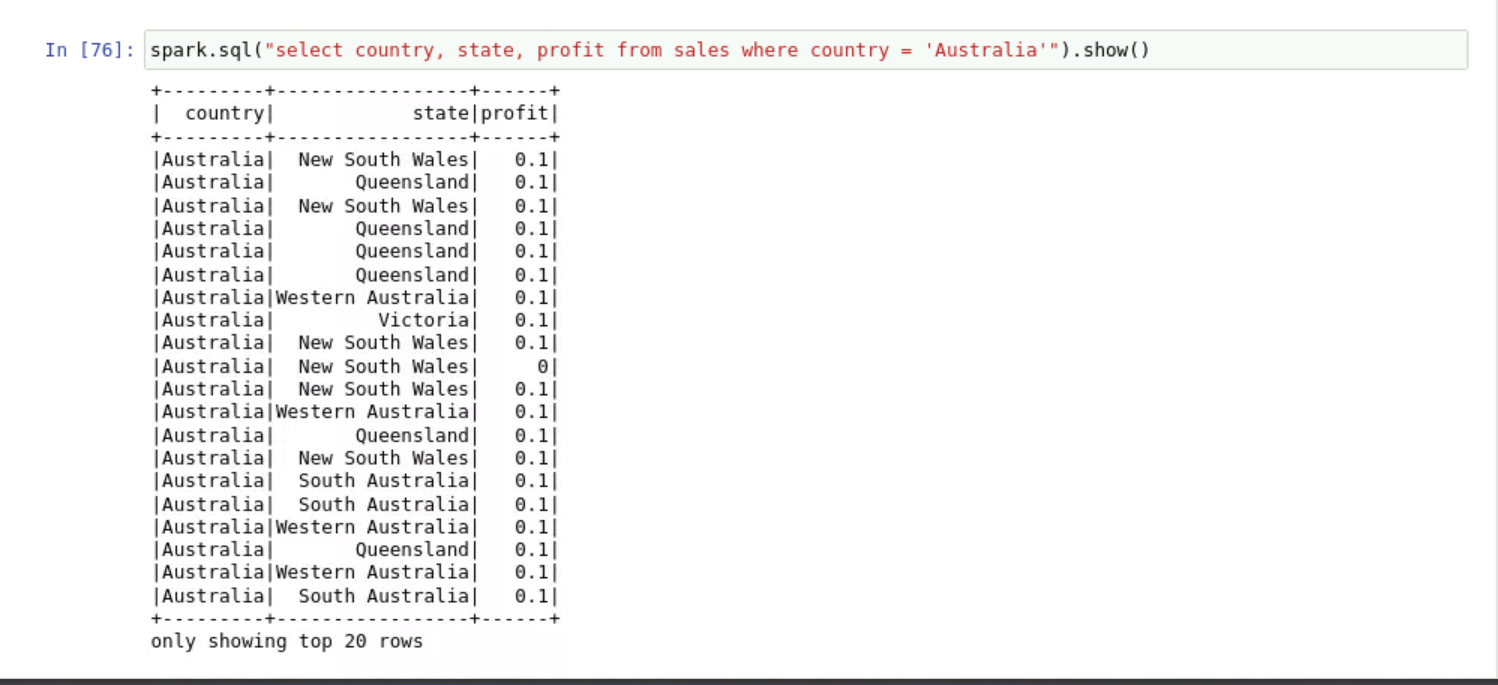 In [76]: spark.sql("select country, state, profit from sales where country = 'Australia'").show()
+---------+-----------------+------+
|  country|            state|profit|
+---------+-----------------+------+
|Australia|  New South Wales|   0.1|
|Australia|       Queensland|   0.1|
|Australia|  New South Wales|   0.1|
|Australia|       Queensland|   0.1|
|Australia|       Queensland|   0.1|
|Australia|       Queensland|   0.1|
|Australia|Western Australia|   0.1|
|Australia|         Victoria|   0.1|
|Australia|  New South Wales|   0.1|
|Australia|  New South Wales|     0|
|Australia|  New South Wales|   0.1|
|Australia|Western Australia|   0.1|
|Australia|       Queensland|   0.1|
|Australia|  New South Wales|   0.1|
|Australia|  South Australia|   0.1|
|Australia|  South Australia|   0.1|
|Australia|Western Australia|   0.1|
|Australia|       Queensland|   0.1|
|Australia|Western Australia|   0.1|
|Australia|  South Australia|   0.1|
+---------+-----------------+------+
only showing top 20 rows